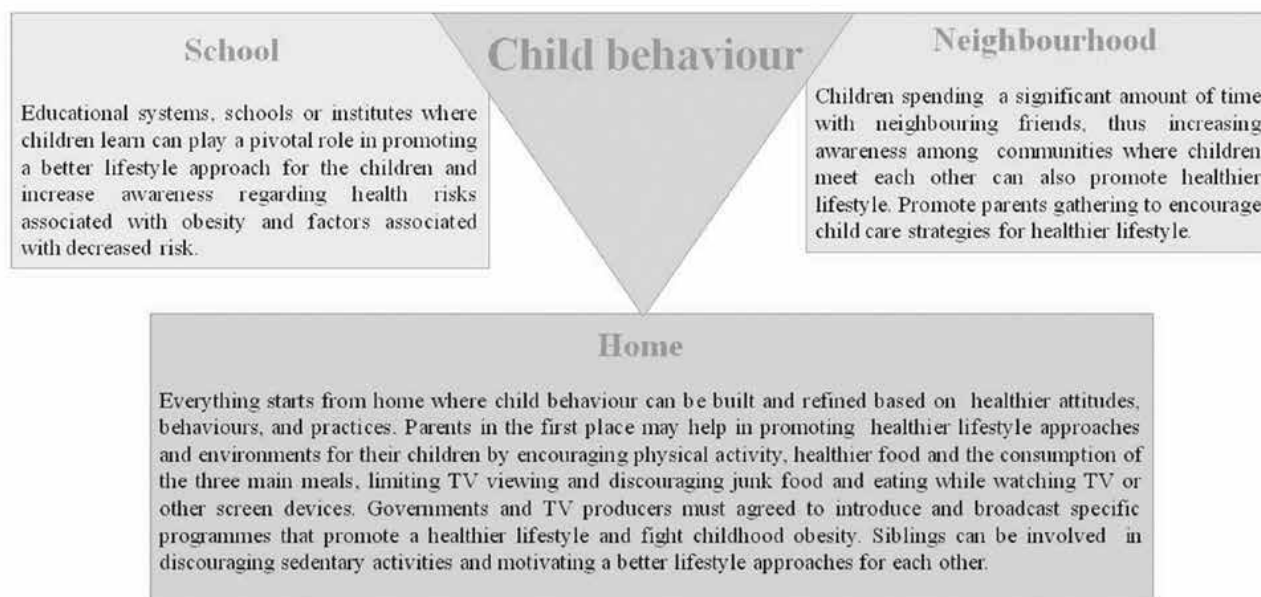 School
Educational systems, schools or institutes where
children learn can play a pivotal role in promoting
a better lifestyle approach for the children and
increase awareness regarding health risks
associated with obesity and factors associated
with decreased risk.
Child behaviour
Neighbourhood
Children spending a significant amount of time
with neighbouring friends, thus increasing
awareness among communities where children
meet each other can also promote healthier
lifestyle. Promote parents gathering to encourage
child care strategies for healthier lifestyle.
Home
Everything starts from home where child behaviour can be built and refined based on healthier attitudes,
behaviours, and practices. Parents in the first place may help in promoting healthier lifestyle approaches
and environments for their children by encouraging physical activity, healthier food and the consumption of
the three main meals, limiting TV viewing and discouraging junk food and eating while watching TV or
other screen devices. Governments and TV producers must agreed to introduce and broadcast specific
programmes that promote a healthier lifestyle and fight childhood obesity. Siblings can be involved in
discouraging sedentary activities and motivating a better lifestyle approaches for each other.